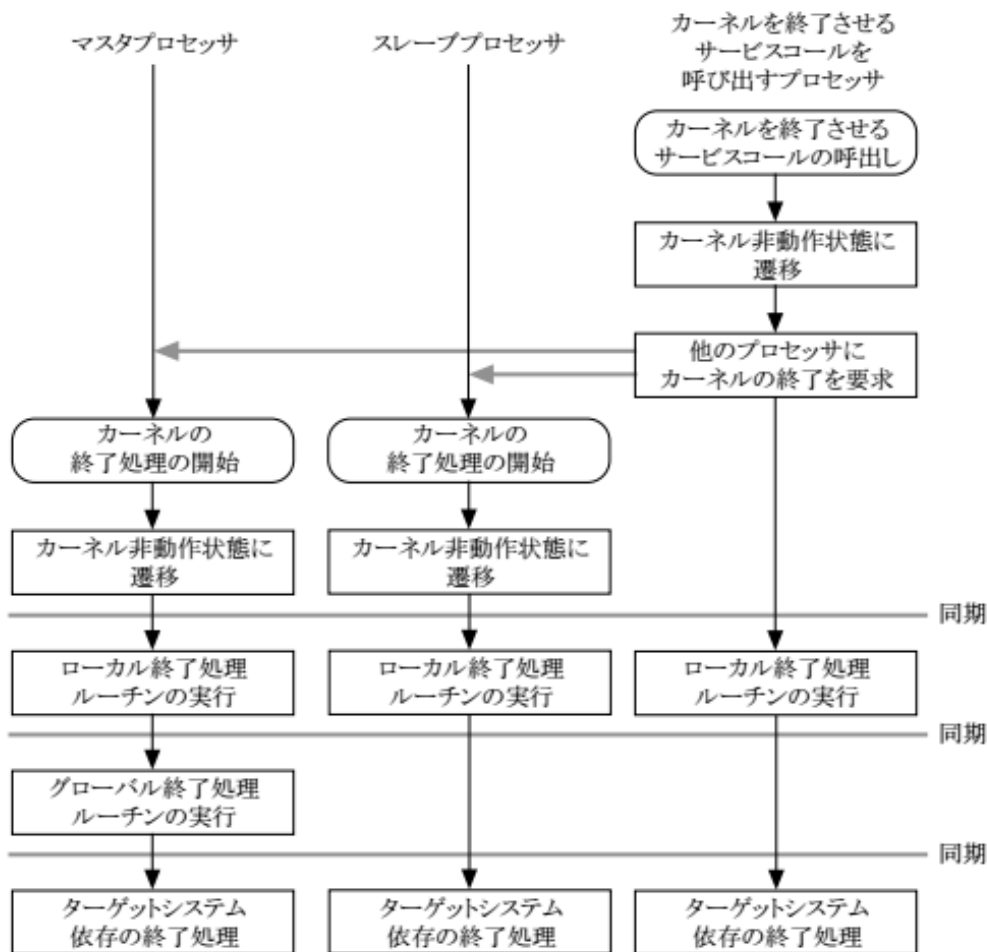 マスタプロセッサ
スレーブプロセッサ
カーネルを終了させる
サービスコールを
呼び出すプロセッサ
カーネルを終了させる
サービスコールの呼出し
カーネル非動作状態に
遷移
他のプロセッサに
カーネルの終了を要求
カーネルの
終了処理の開始
カーネルの
終了処理の開始
カーネル非動作状態に
遷移
カーネル非動作状態に
遷移
同期
ローカル終了処理
ルーチンの実行
ローカル終了処理
ルーチンの実行
ローカル終了処理
ルーチンの実行
同期
グローバル終了処理
ルーチンの実行
同期
ターゲットシステム
依存の終了処理
ターゲットシステム
依存の終了処理
ターゲットシステム
依存の終了処理